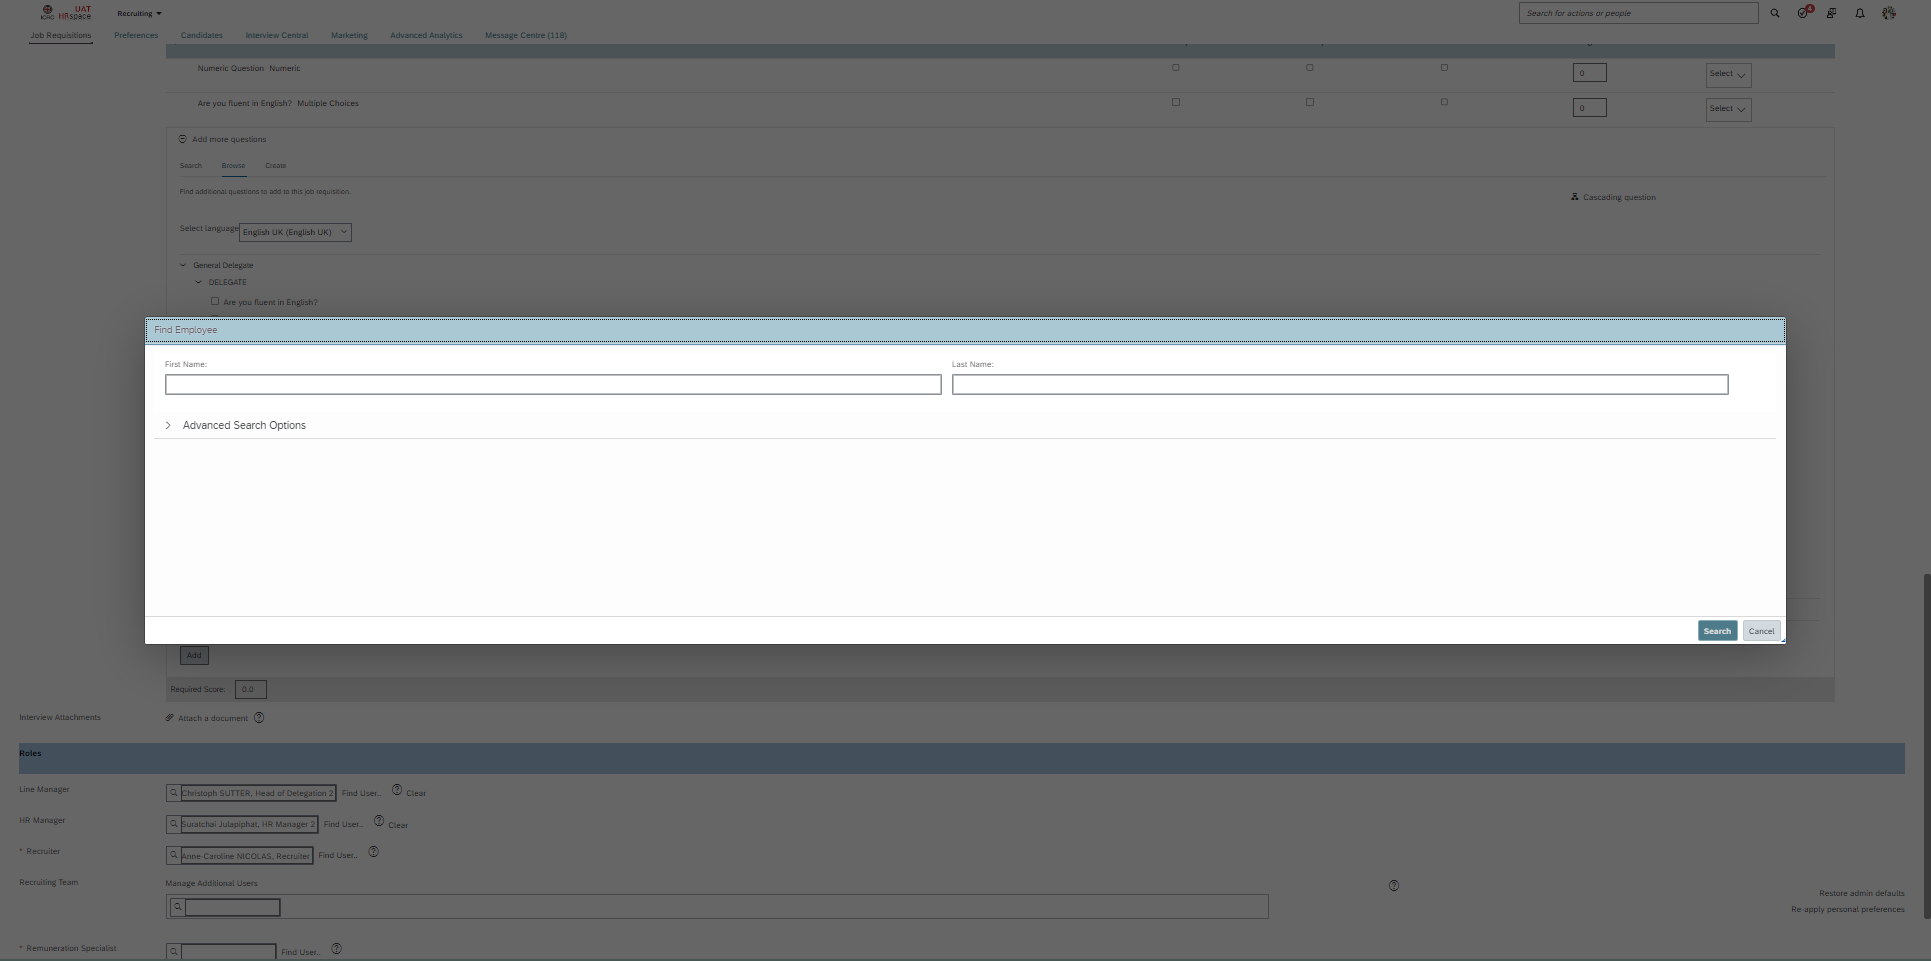 UAT
ICRC HRspace
Recruiting
Search for actions or people
4
Job Requisitions Preferences Candidates Interview Central Marketing Advanced Analytics Message Centre (118)
Numeric Question Numeric 0 Select
Are you fluent in English? Multiple Choices 0 Select
Add more questions
Search Browse Create
Find additional questions to add to this job requisition.
Cascading question
Select language English UK (English UK)
General Delegate
DELEGATE
Are you fluent in English?
Find Employee
First Name: Last Name:
Advanced Search Options
Search Cancel
Add
Required Score: 0.0
Interview Attachments Attach a document
Roles
Line Manager Christoph SUTTER, Head of Delegation 2 Find User... Clear
HR Manager Suratchai Julapiphat, HR Manager 2 Find User... Clear
* Recruiter Anne-Caroline NICOLAS, Recruiter Find User...
Recruiting Team Manage Additional Users
Restore admin defaults
Re-apply personal preferences
* Remuneration Specialist Find User...